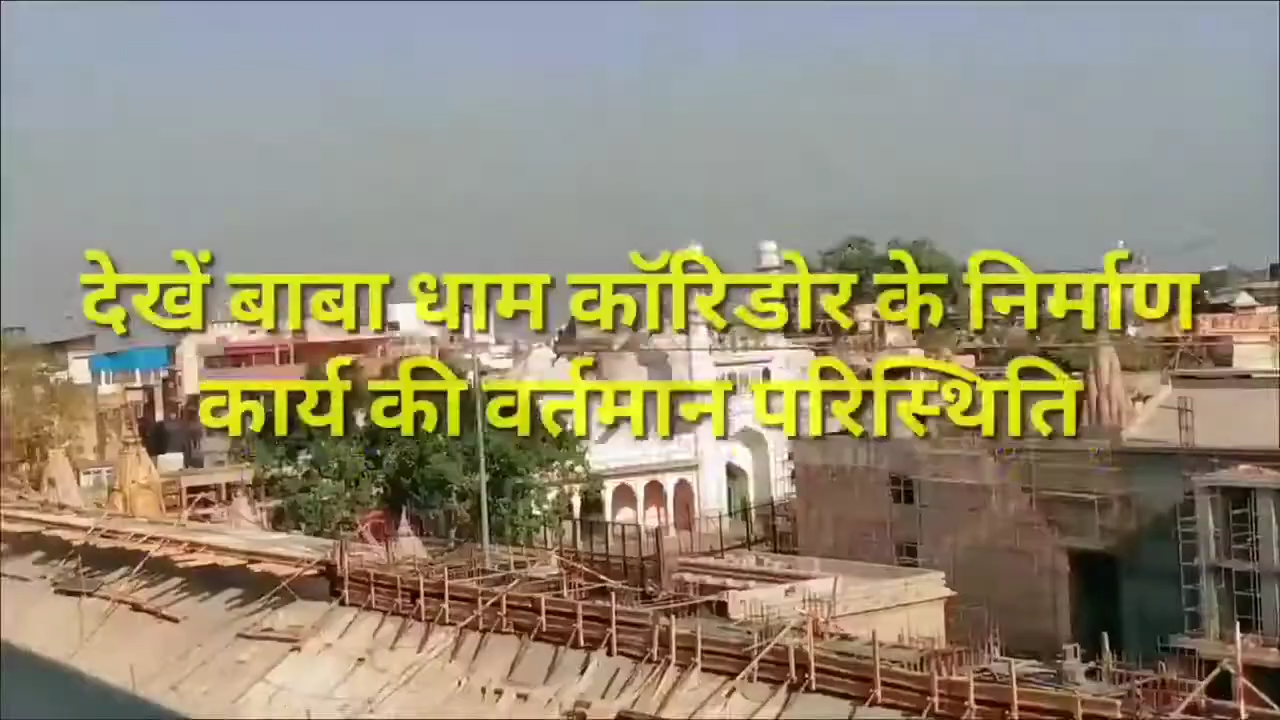 देखें बाबा धाम कॉरिडोर के निर्माण
कार्य की वर्तमान परिस्थिति